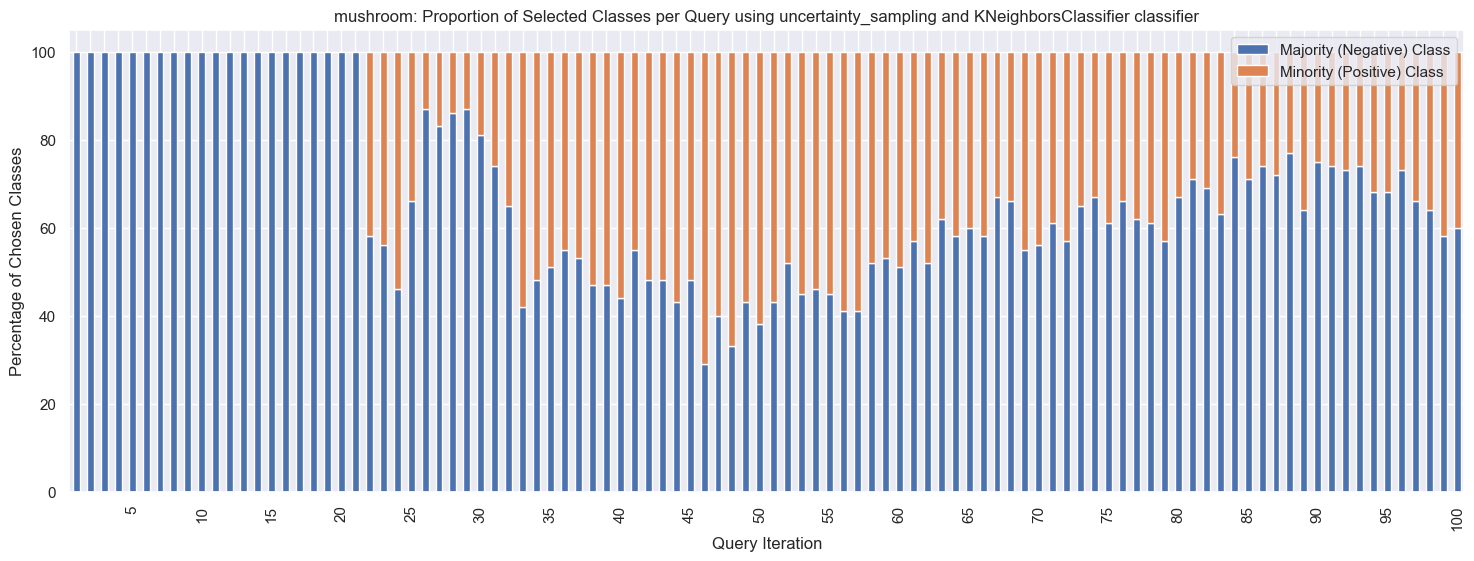 mushroom: Proportion of Selected Classes per Query using uncertainty_sampling and KNeighborsClassifier classifier
Majority (Negative) Class
Minority (Positive) Class
Percentage of Chosen Classes
100
80
60
40
20
0
5 10 15 20 25 30 35 40 45 50 55 60 65 70 75 80 85 90 95 100
Query Iteration